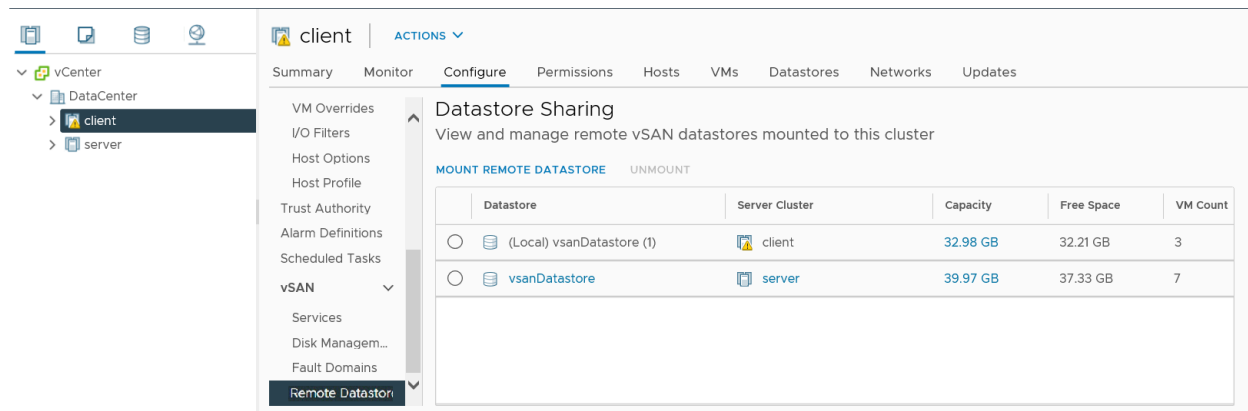 client
ACTIONS
Summary Monitor Configure Permissions Hosts VMs Datastores Networks Updates
vCenter
DataCenter
client
server
VM Overrides
I/O Filters
Host Options
Host Profile
Trust Authority
Alarm Definitions
Scheduled Tasks
vSAN
Services
Disk Managem...
Fault Domains
Remote Datastor
Datastore Sharing
View and manage remote vSAN datastores mounted to this cluster
MOUNT REMOTE DATASTORE UNMOUNT
Datastore Server Cluster Capacity Free Space VM Count
(Local) vsanDatastore (1) client 32.98 GB 32.21 GB 3
vsanDatastore server 39.97 GB 37.33 GB 7